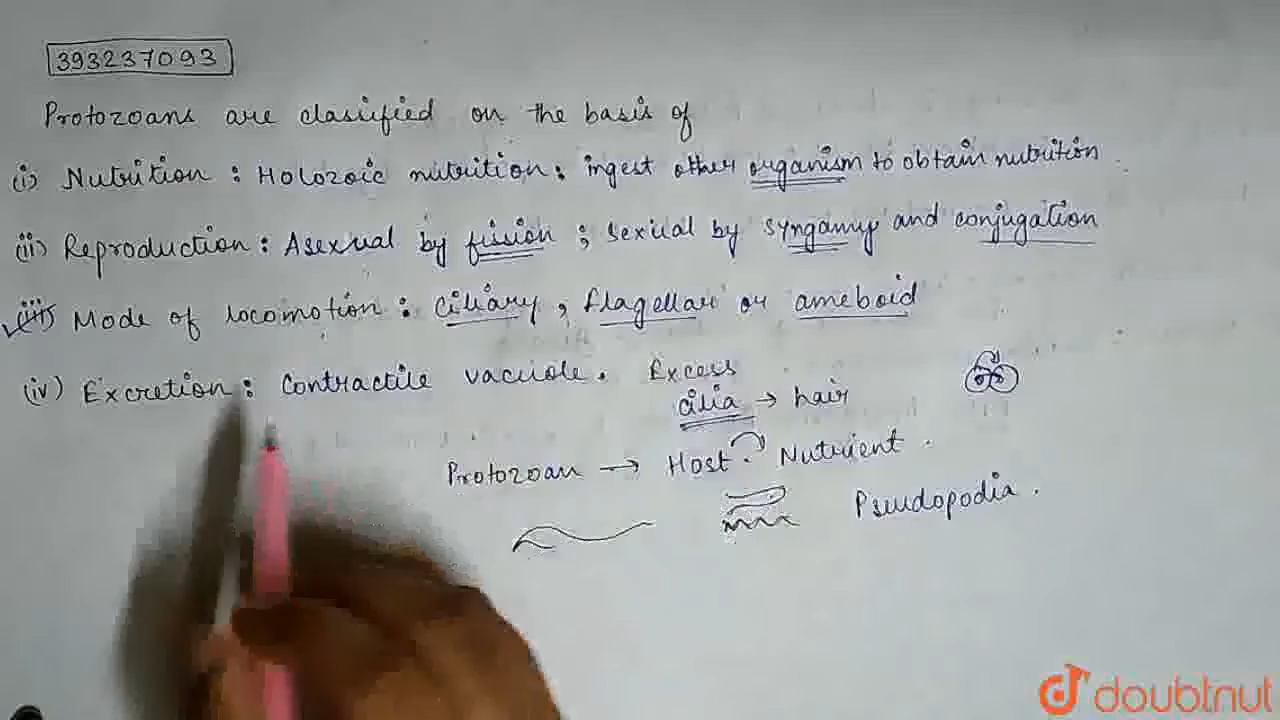 393237093
Protozoans are classified on the basis of
(i) Nutrition : Holozoic nutrition : ingest other organism to obtain nutrition.
(ii) Reproduction : Asexual by fission ; sexual by syngamy and conjugation
(iii) Mode of locomotion : ciliary , flagellar or ameboid
(iv) Excretion : Contractile vacuole. Excess
cilia → hair
Protozoan → Host. Nutrient.
Pseudopodia.
doubtnut